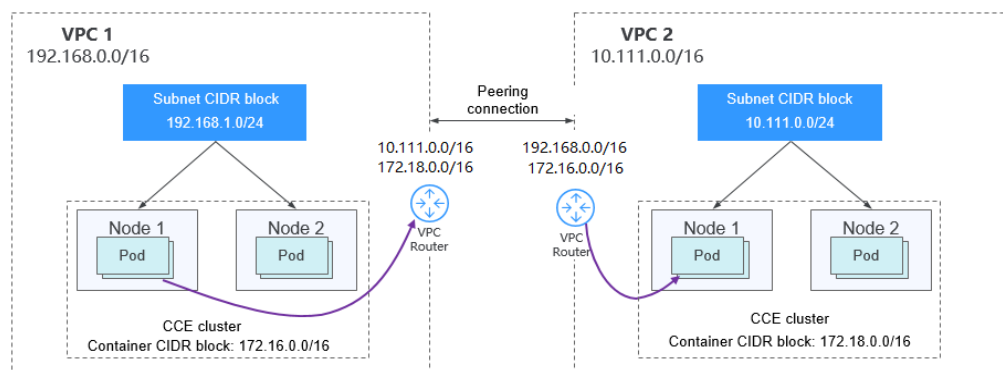 VPC 1
192.168.0.0/16
Subnet CIDR block
192.168.1.0/24
Node 1
Pod
Node 2
Pod
CCE cluster
Container CIDR block: 172.16.0.0/16
Peering
connection
10.111.0.0/16
172.18.0.0/16
VPC
Router
192.168.0.0/16
172.16.0.0/16
VPC
Router
VPC 2
10.111.0.0/16
Subnet CIDR block
10.111.0.0/24
Node 1
Pod
Node 2
Pod
CCE cluster
Container CIDR block: 172.18.0.0/16